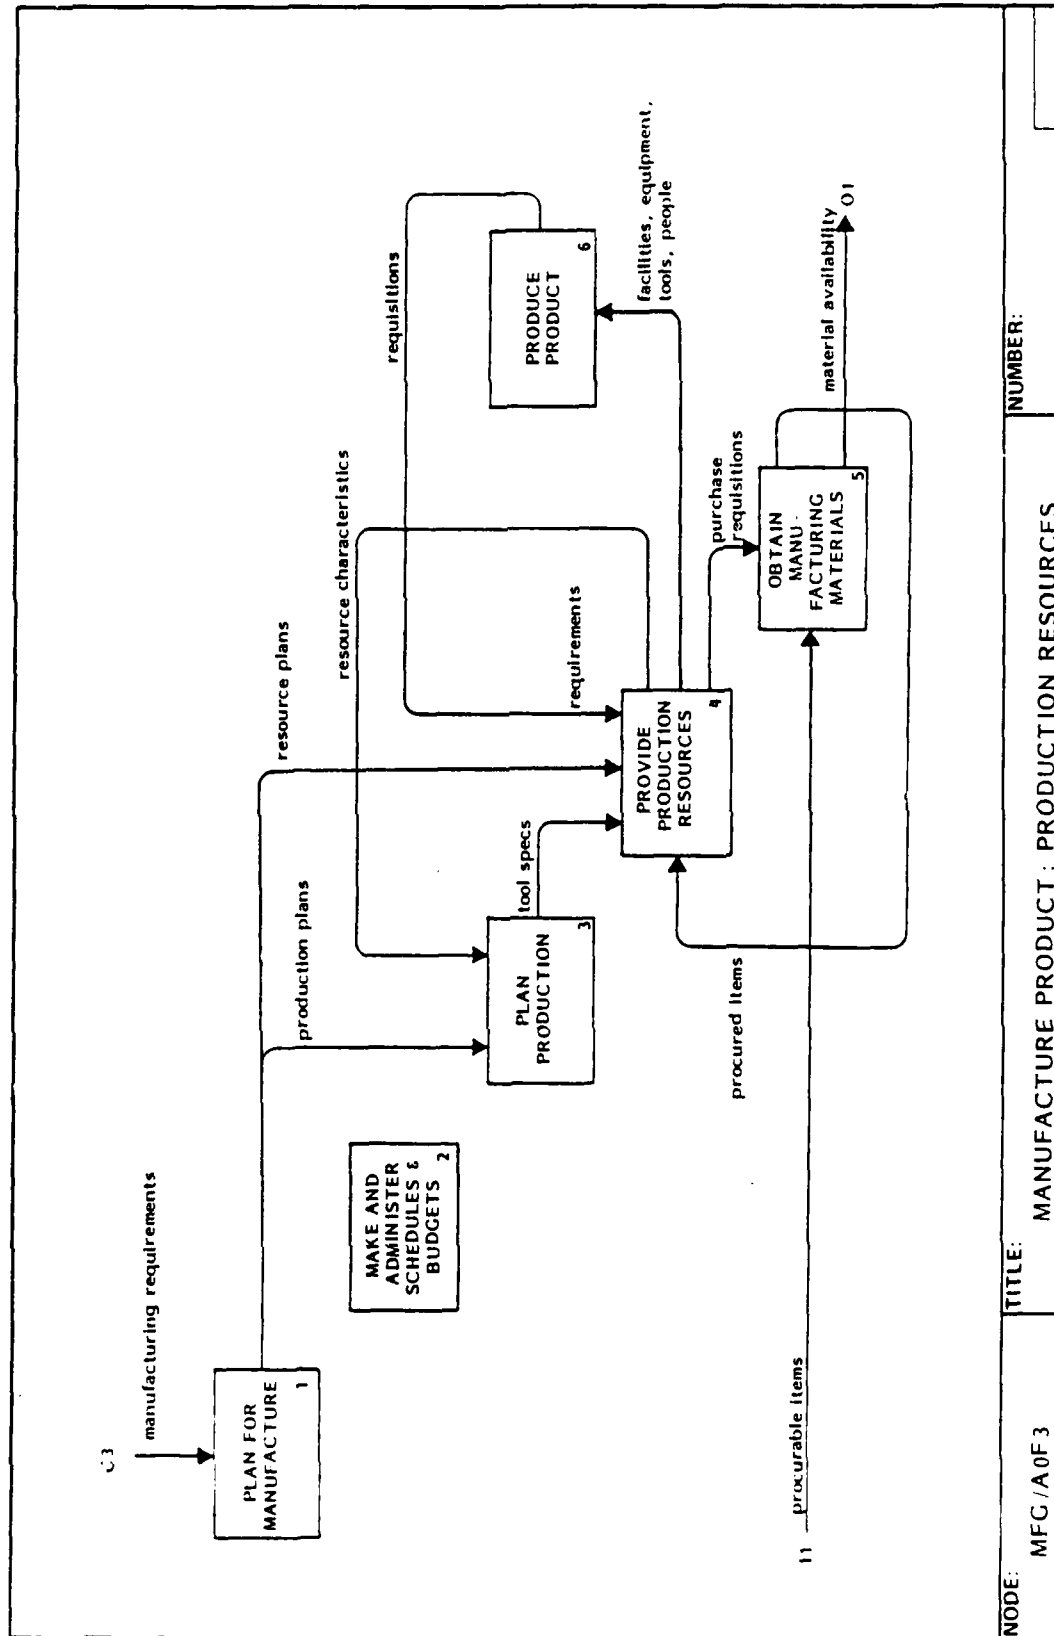 C3
manufacturing requirements
PLAN FOR
MANUFACTURE
1
MAKE AND
ADMINISTER
SCHEDULES &
BUDGETS
2
production plans
resource plans
resource characteristics
requisitions
PLAN
PRODUCTION
3
tool specs
requirements
PRODUCE
PRODUCT
6
facilities, equipment,
tools, people
PROVIDE
PRODUCTION
RESOURCES
4
purchase
requisitions
procured items
OBTAIN
MANU-
FACTURING
MATERIALS
5
material availability
O1
I1
procurable items
NODE:
MFG/A0F3
TITLE:
MANUFACTURE PRODUCT: PRODUCTION RESOURCES
NUMBER: